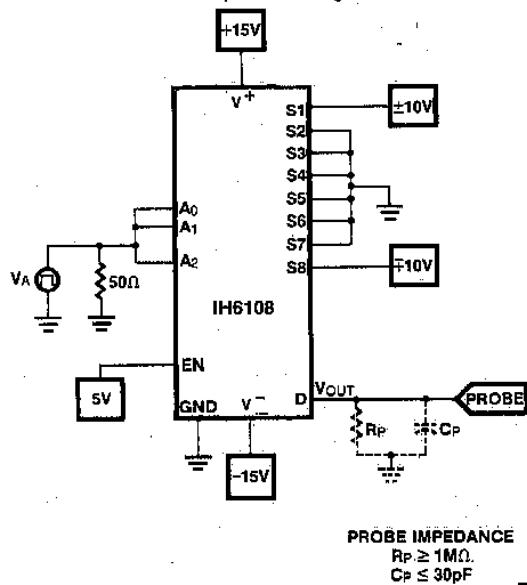 +15V
V+
S1
±10V
S2
S3
S4
S5
S6
S7
S8
∓10V
A0
A1
A2
VA
50Ω
IH6108
EN
5V
GND
V−
D
VOUT
PROBE
RP
CP
−15V
PROBE IMPEDANCE
RP ≥ 1MΩ
CP ≤ 30pF